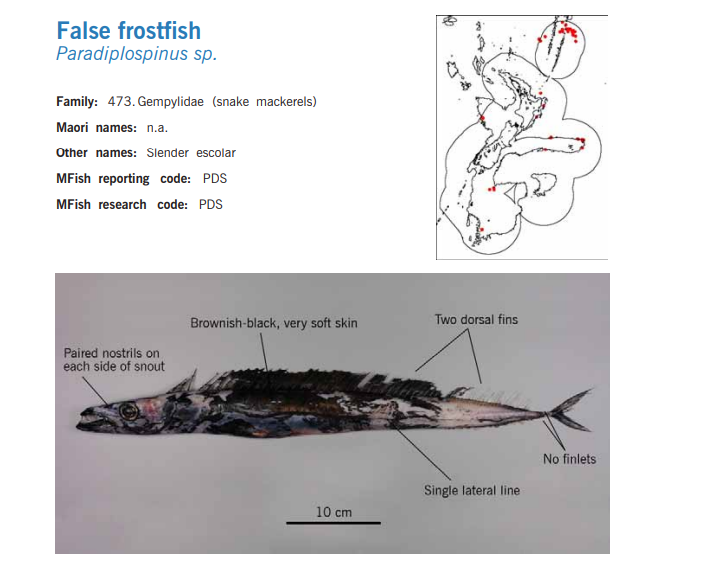 False frostfish
Paradiplospinus sp.
Family: 473. Gempylidae (snake mackerels)
Maori names: n.a.
Other names: Slender escolar
MFish reporting code: PDS
MFish research code: PDS
Brownish-black, very soft skin
Two dorsal fins
Paired nostrils on
each side of snout
No finlets
Single lateral line
10 cm